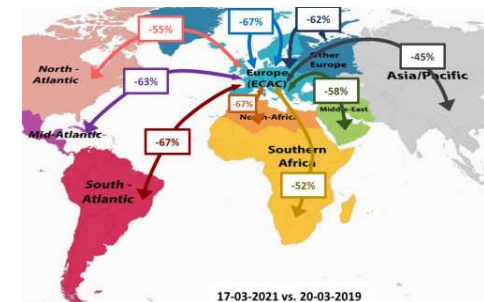 -55%
-67%
-62%
Other
Europe
North -
Atlantic
-63%
Europe
(ECAC)
-45%
Asia/Pacific
-58%
Middle-East
-67%
North-Africa
Mid-Atlantic
-67%
Southern
Africa
-52%
South -
Atlantic
17-03-2021 vs. 20-03-2019